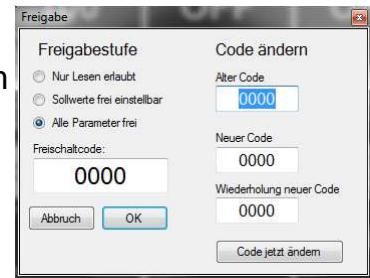 Freigabe
Freigabestufe
Nur Lesen erlaubt
Sollwerte frei einstellbar
Alle Parameter frei
Freischaltcode:
0000
Abbruch
OK
Code ändern
Alter Code
0000
Neuer Code
0000
Wiederholung neuer Code
0000
Code jetzt ändern